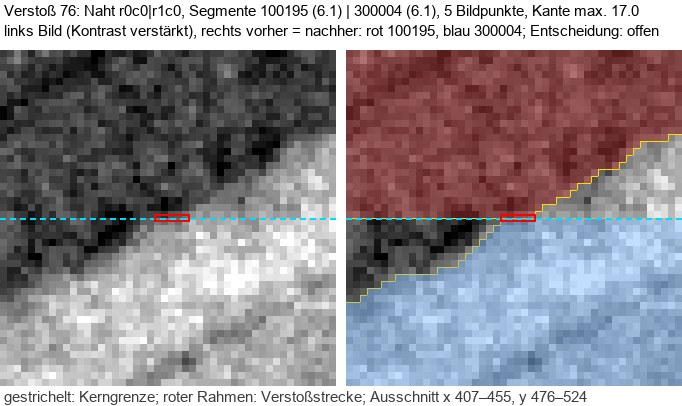 Verstoß 76: Naht r0c0|r1c0, Segmente 100195 (6.1) | 300004 (6.1), 5 Bildpunkte, Kante max. 17.0
links Bild (Kontrast verstärkt), rechts vorher = nachher: rot 100195, blau 300004; Entscheidung: offen
gestrichelt: Kerngrenze; roter Rahmen: Verstoßstrecke; Ausschnitt x 407–455, y 476–524